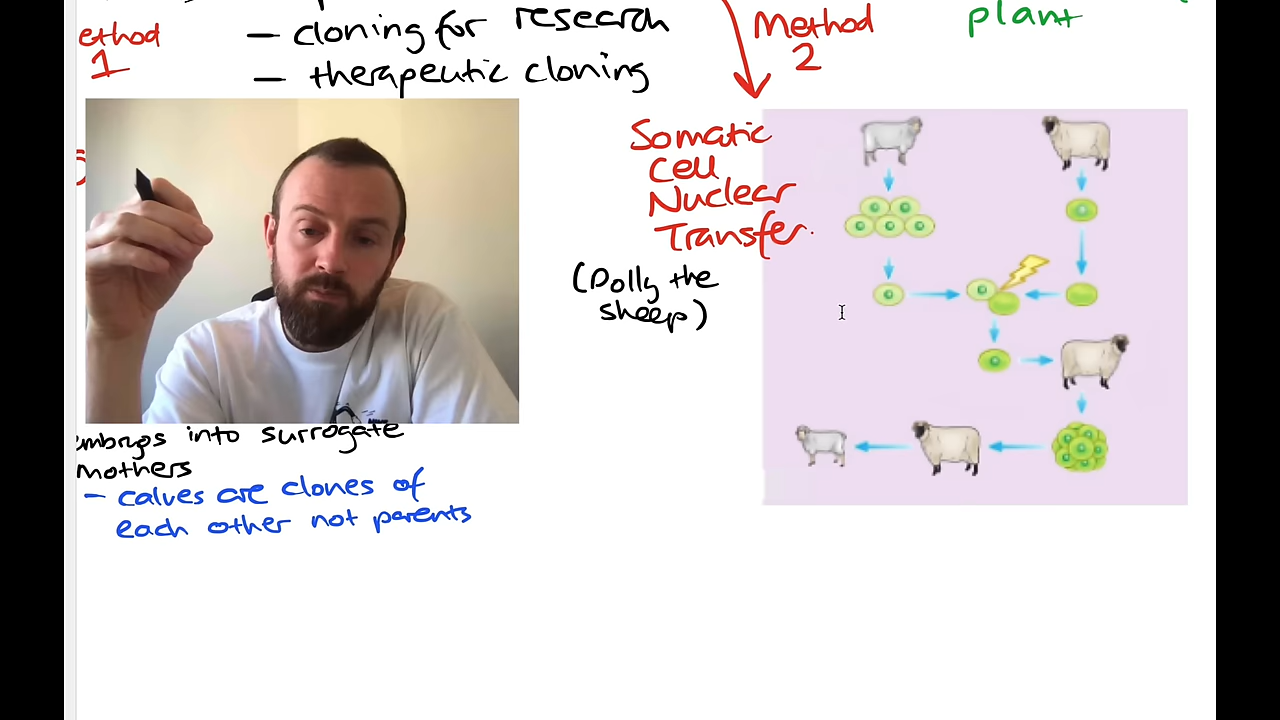 ethod
1
– cloning for research
– therapeutic cloning
Method
2
plant
Somatic
Cell
Nuclear
Transfer.
(Dolly the
sheep)
embryos into surrogate
mothers
– calves are clones of
each other not parents